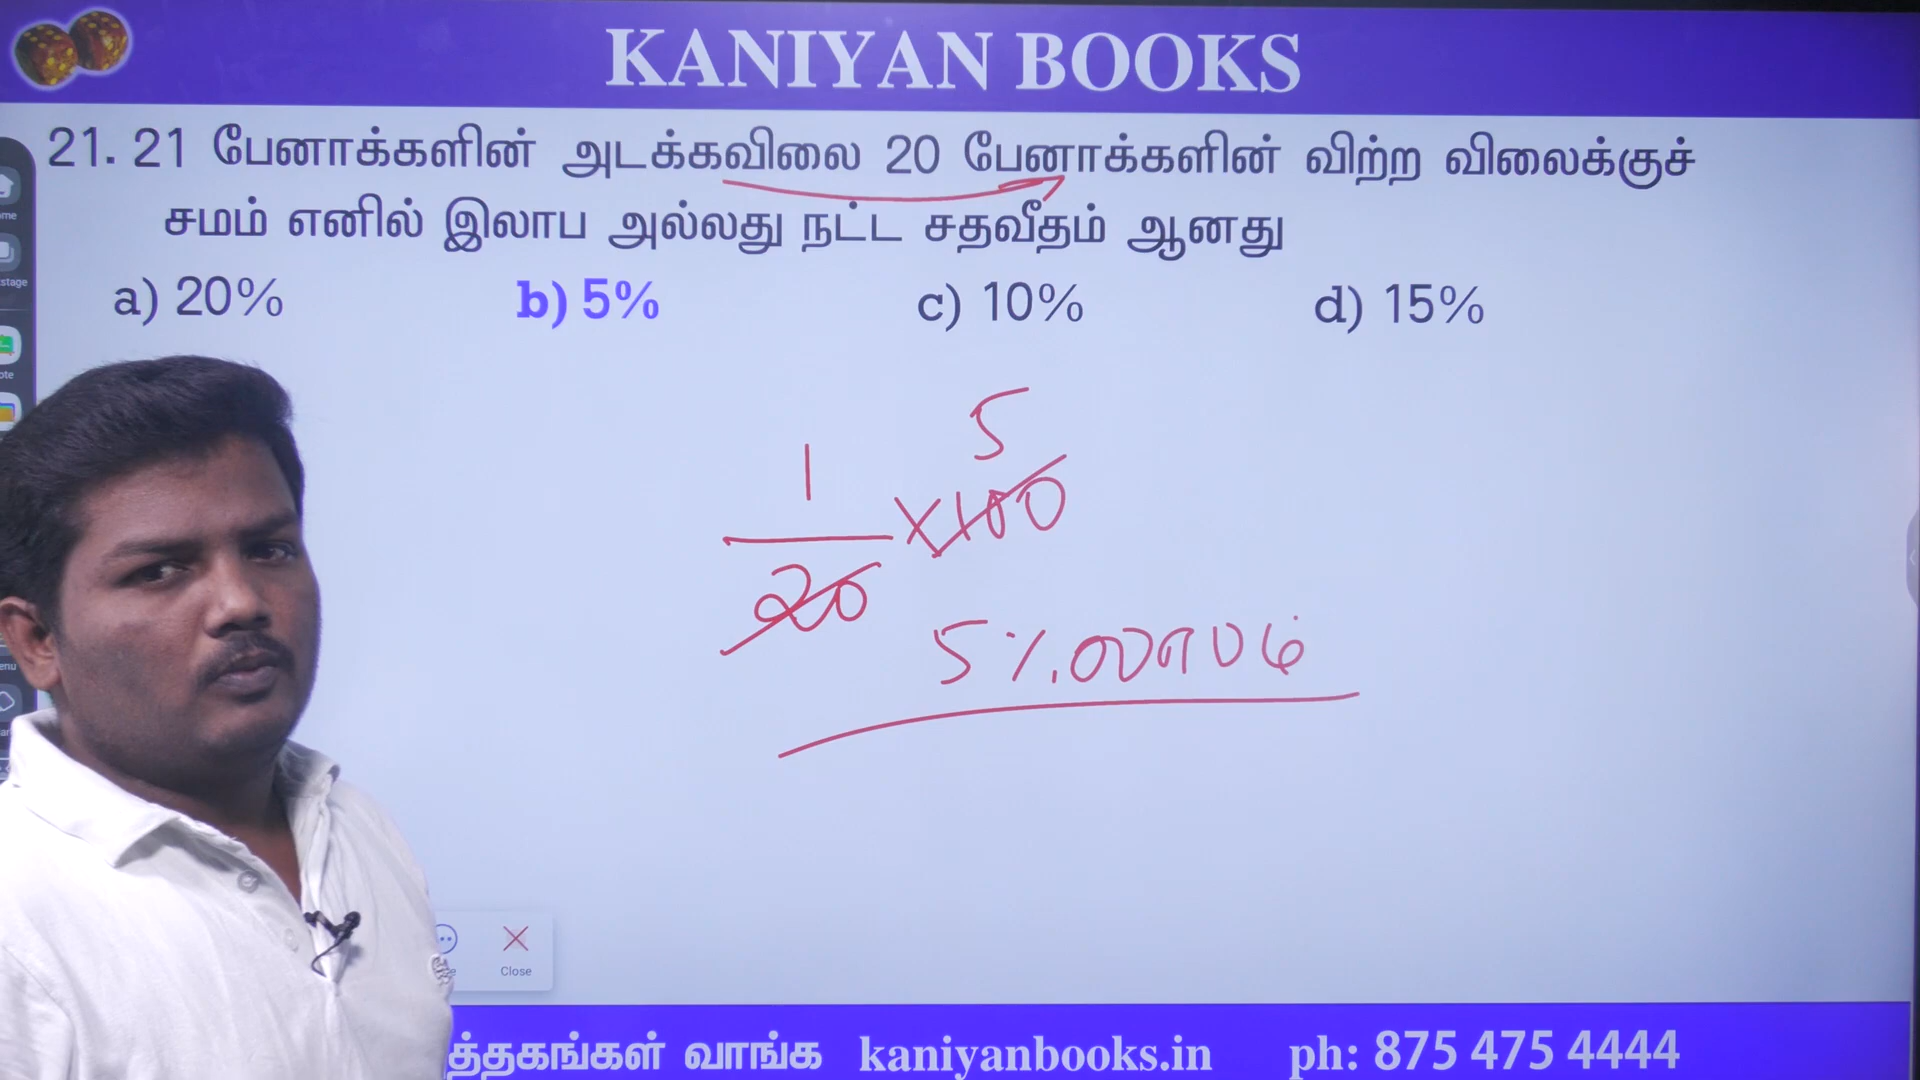 KANIYAN BOOKS
21. 21 பேனாக்களின் அடக்கவிலை 20 பேனாக்களின் விற்ற விலைக்குச்
சமம் எனில் இலாப அல்லது நட்ட சதவீதம் ஆனது
a) 20% b) 5% c) 10% d) 15%
5
1
×100
20
5%.லாபம்
Close
த்தகங்கள் வாங்க kaniyanbooks.in ph: 875 475 4444